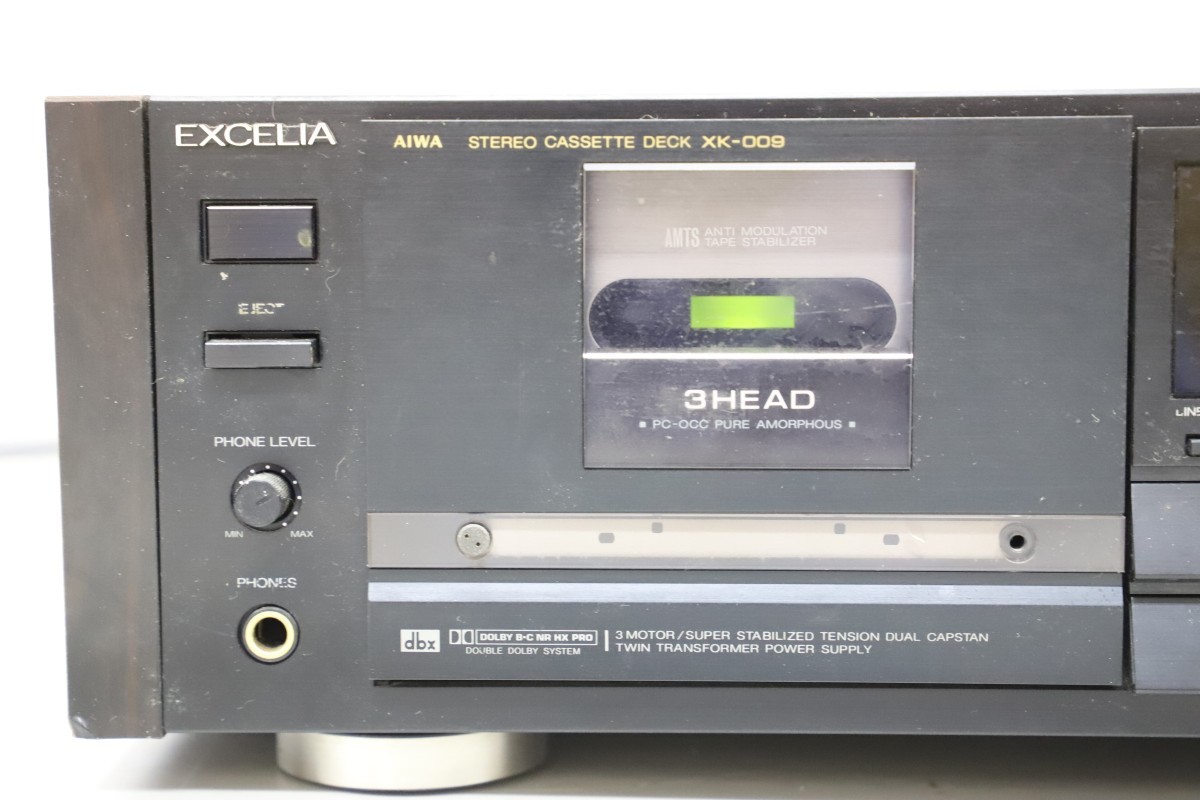 EXCELIA
AIWA STEREO CASSETTE DECK XK-009
AMTS ANTI MODULATION
TAPE STABILIZER
EJECT
3HEAD
PC-OCC PURE AMORPHOUS
PHONE LEVEL
MIN MAX
PHONES
dbx DOLBY B-C NR HX PRO
DOUBLE DOLBY SYSTEM
3 MOTOR/SUPER STABILIZED TENSION DUAL CAPSTAN
TWIN TRANSFORMER POWER SUPPLY